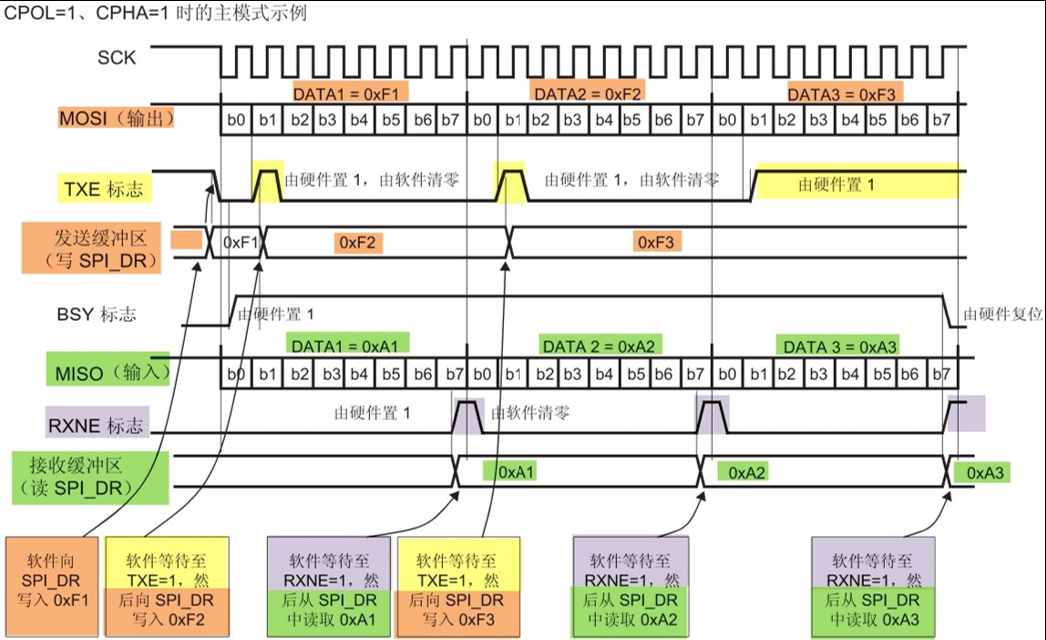 CPOL=1、CPHA=1 时的主模式示例
SCK
DATA1 = 0xF1 DATA2 = 0xF2 DATA3 = 0xF3
MOSI（输出） b0 b1 b2 b3 b4 b5 b6 b7 b0 b1 b2 b3 b4 b5 b6 b7 b0 b1 b2 b3 b4 b5 b6 b7
TXE 标志 由硬件置 1，由软件清零 由硬件置 1，由软件清零 由硬件置 1
发送缓冲区
（写 SPI_DR） 0xF1 0xF2 0xF3
BSY 标志 由硬件置 1 由硬件复位
DATA1 = 0xA1 DATA 2 = 0xA2 DATA 3 = 0xA3
MISO（输入） b0 b1 b2 b3 b4 b5 b6 b7 b0 b1 b2 b3 b4 b5 b6 b7 b0 b1 b2 b3 b4 b5 b6 b7
RXNE 标志 由硬件置 1 由软件清零
接收缓冲区
（读 SPI_DR） 0xA1 0xA2 0xA3
软件向
SPI_DR
写入 0xF1
软件等待至
TXE=1，然
后向 SPI_DR
写入 0xF2
软件等待至
RXNE=1，然
后从 SPI_DR
中读取 0xA1
软件等待至
TXE=1，然
后向 SPI_DR
写入 0xF3
软件等待至
RXNE=1，然
后从 SPI_DR
中读取 0xA2
软件等待至
RXNE=1，然
后从 SPI_DR
中读取 0xA3